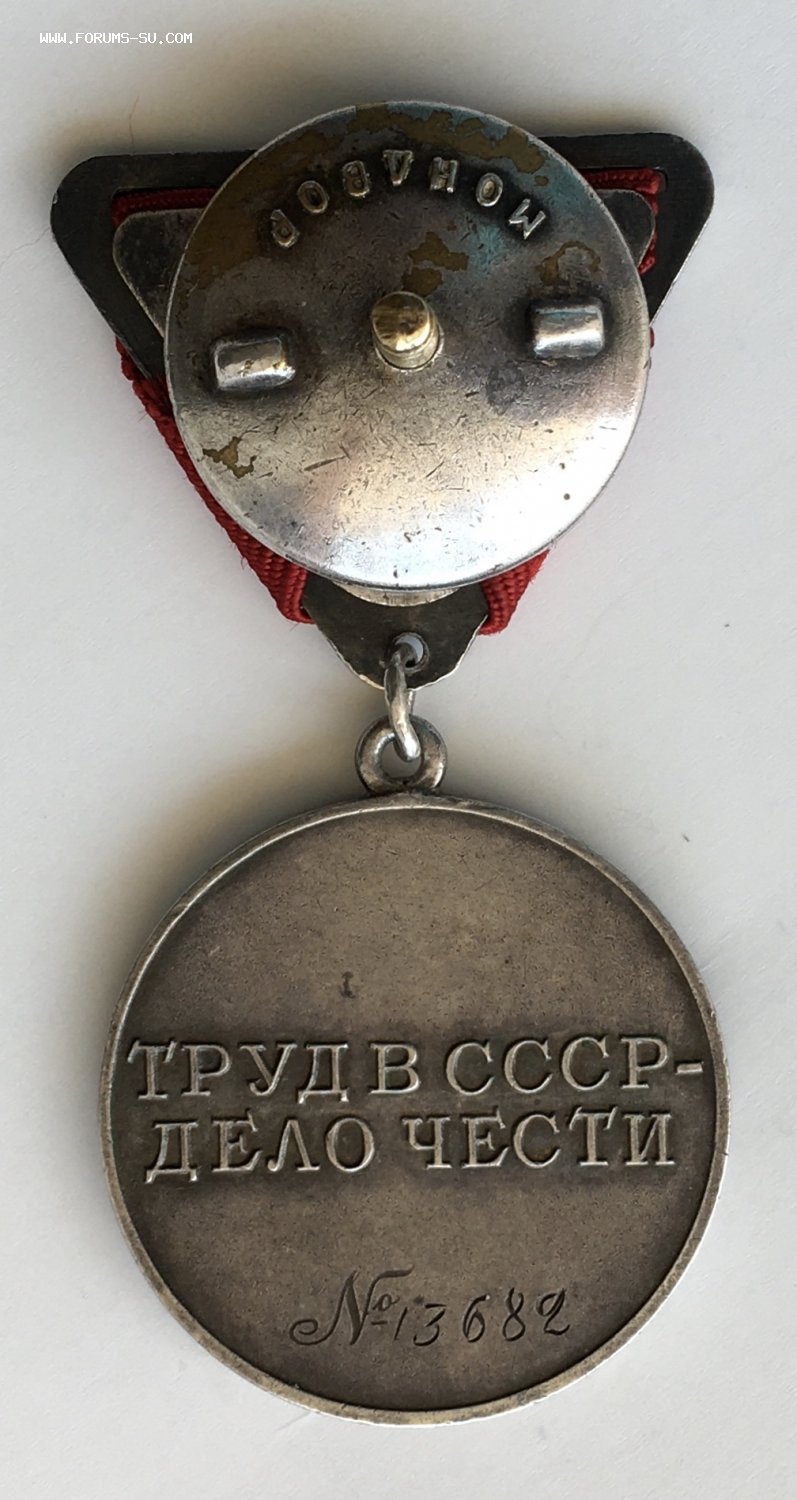 WWW.FORUMS-SU.COM
МОНДВОР
ТРУД В СССР-
ДЕЛО ЧЕСТИ
№ 13682